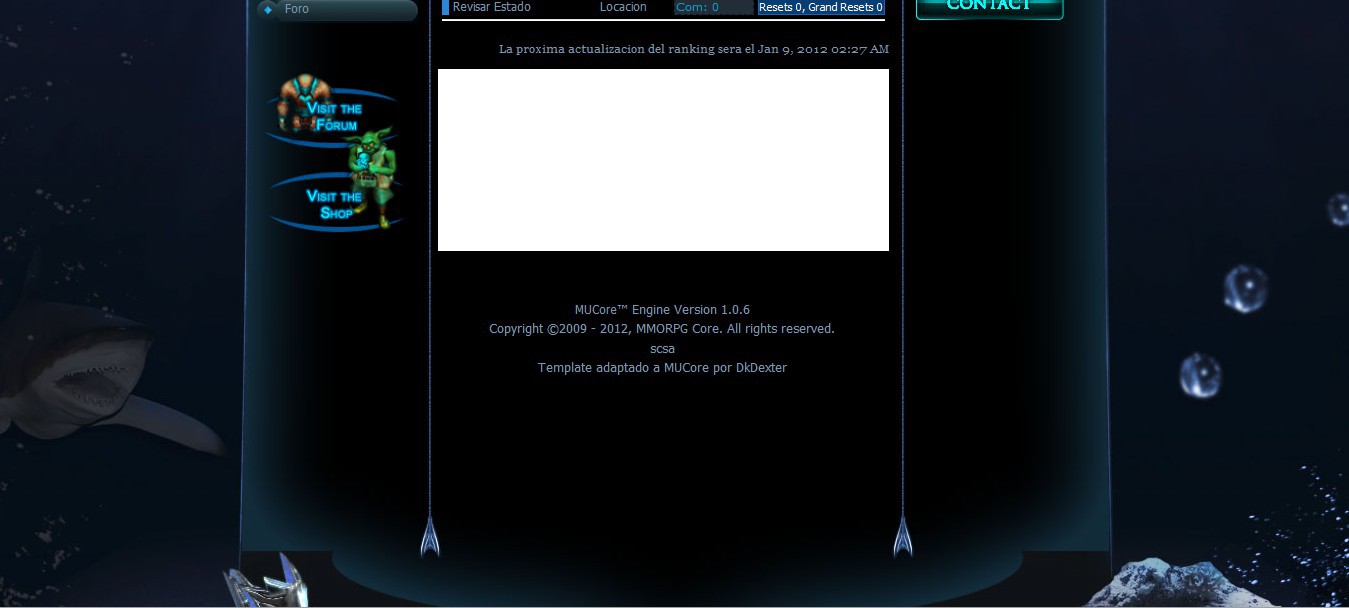 Foro
Revisar Estado
Locacion
Com: 0
Resets 0, Grand Resets 0
CONTACT
La proxima actualizacion del ranking sera el Jan 9, 2012 02:27 AM
Visit the
Forum
Visit the
Shop
MUCore™ Engine Version 1.0.6
Copyright ©2009 - 2012, MMORPG Core. All rights reserved.
scsa
Template adaptado a MUCore por DkDexter